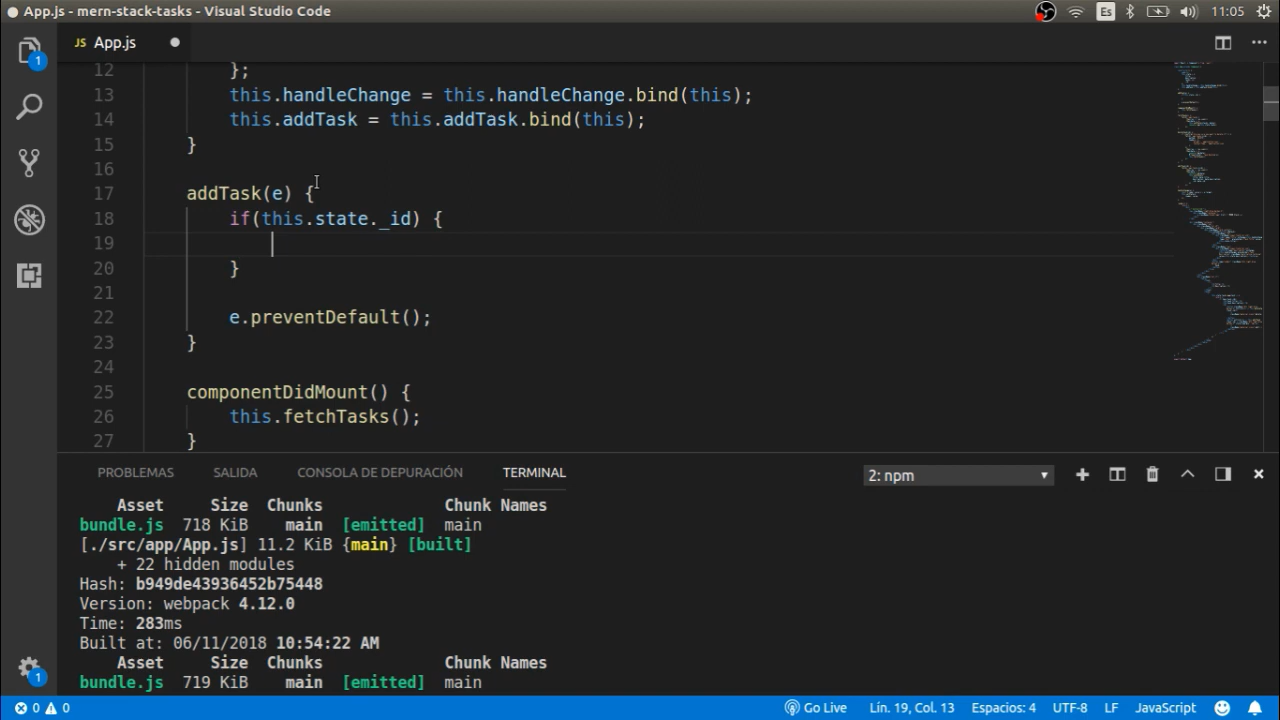 App.js - mern-stack-tasks - Visual Studio Code
Es
11:05
1
JS App.js
12 };
13 this.handleChange = this.handleChange.bind(this);
14 this.addTask = this.addTask.bind(this);
15 }
16
17 addTask(e) {
18 if(this.state._id) {
19
20 }
21
22 e.preventDefault();
23 }
24
25 componentDidMount() {
26 this.fetchTasks();
27 }
PROBLEMAS SALIDA CONSOLA DE DEPURACIÓN TERMINAL 2: npm
Asset Size Chunks Chunk Names
bundle.js 718 KiB main [emitted] main
[./src/app/App.js] 11.2 KiB {main} [built]
+ 22 hidden modules
Hash: b949de43936452b75448
Version: webpack 4.12.0
Time: 283ms
Built at: 06/11/2018 10:54:22 AM
Asset Size Chunks Chunk Names
bundle.js 719 KiB main [emitted] main
1
0 0 Go Live Lín. 19, Col. 13 Espacios: 4 UTF-8 LF JavaScript